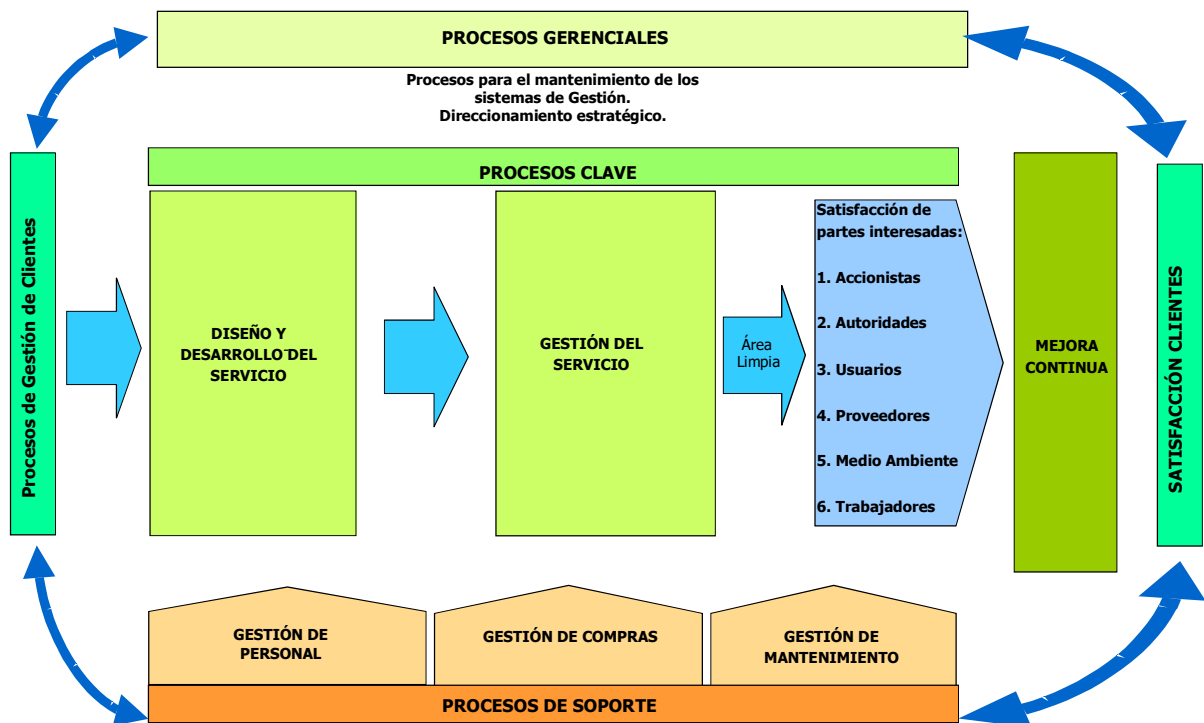 PROCESOS GERENCIALES
Procesos para el mantenimiento de los
sistemas de Gestión.
Direccionamiento estratégico.
Procesos de Gestión de Clientes
PROCESOS CLAVE
DISEÑO Y
DESARROLLO DEL
SERVICIO
GESTIÓN DEL
SERVICIO
Área
Limpia
Satisfacción de
partes interesadas:
1. Accionistas
2. Autoridades
3. Usuarios
4. Proveedores
5. Medio Ambiente
6. Trabajadores
MEJORA
CONTINUA
SATISFACCIÓN CLIENTES
GESTIÓN DE
PERSONAL
GESTIÓN DE COMPRAS
GESTIÓN DE
MANTENIMIENTO
PROCESOS DE SOPORTE